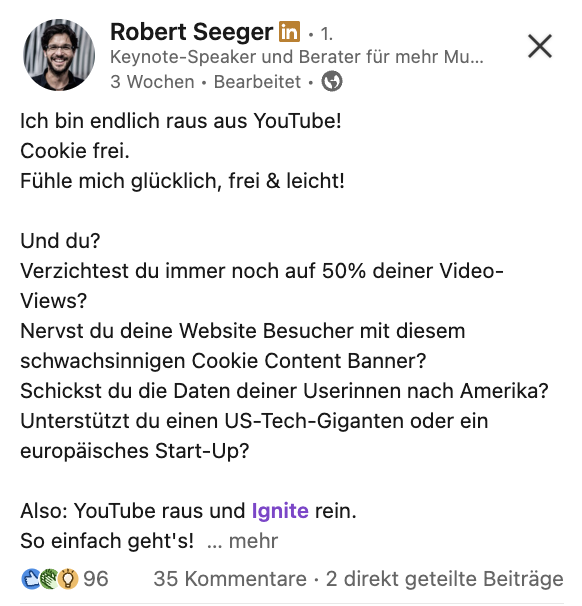 Robert Seeger in • 1.
Keynote-Speaker und Berater für mehr Mu...
3 Wochen • Bearbeitet •
Ich bin endlich raus aus YouTube!
Cookie frei.
Fühle mich glücklich, frei & leicht!
Und du?
Verzichtest du immer noch auf 50% deiner Video-
Views?
Nervst du deine Website Besucher mit diesem
schwachsinnigen Cookie Content Banner?
Schickst du die Daten deiner Userinnen nach Amerika?
Unterstützt du einen US-Tech-Giganten oder ein
europäisches Start-Up?
Also: YouTube raus und Ignite rein.
So einfach geht's! ... mehr
96 35 Kommentare · 2 direkt geteilte Beiträge